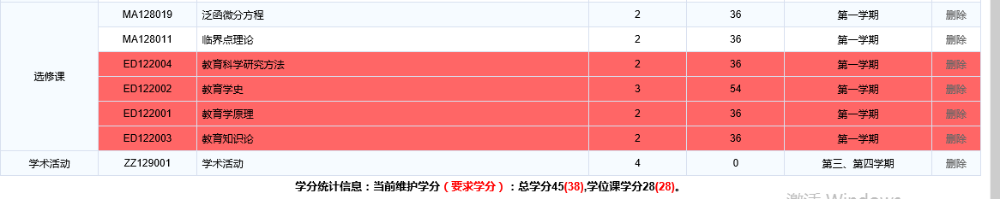 MA128019 泛函微分方程 2 36 第一学期 删除
MA128011 临界点理论 2 36 第一学期 删除
选修课 ED122004 教育科学研究方法 2 36 第一学期 删除
ED122002 教育学史 3 54 第一学期 删除
ED122001 教育学原理 2 36 第一学期 删除
ED122003 教育知识论 2 36 第一学期 删除
学术活动 ZZ129001 学术活动 4 0 第三、第四学期 删除
学分统计信息：当前维护学分（要求学分）：总学分45(38),学位课学分28(28)。
激活 Windows